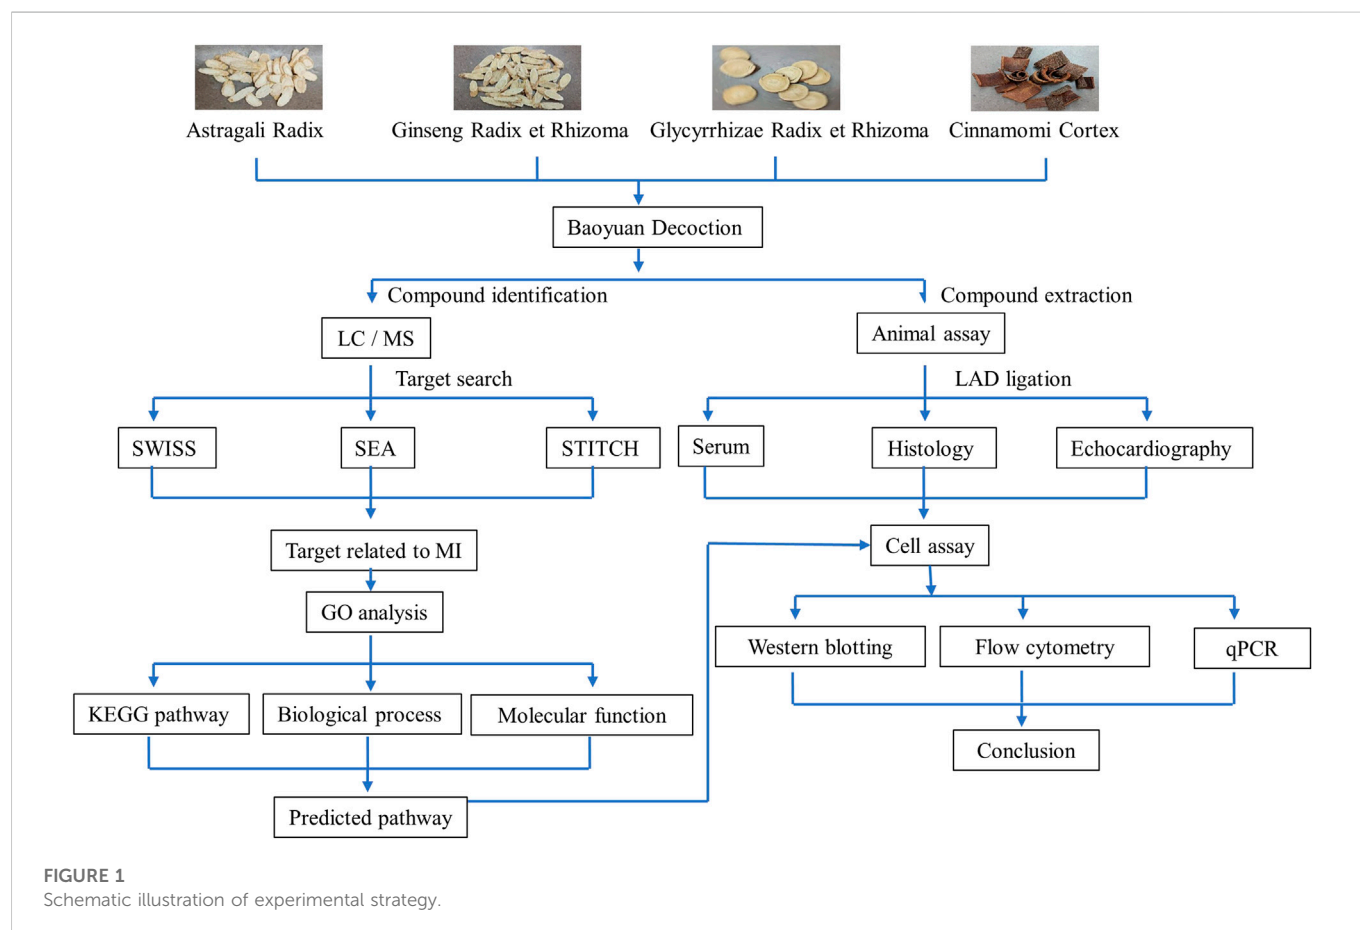 Astragali Radix
Ginseng Radix et Rhizoma
Glycyrrhizae Radix et Rhizoma
Cinnamomi Cortex
Baoyuan Decoction
Compound identification
Compound extraction
LC / MS
Animal assay
Target search
LAD ligation
SWISS
SEA
STITCH
Serum
Histology
Echocardiography
Target related to MI
Cell assay
GO analysis
Western blotting
Flow cytometry
qPCR
KEGG pathway
Biological process
Molecular function
Conclusion
Predicted pathway
FIGURE 1
Schematic illustration of experimental strategy.